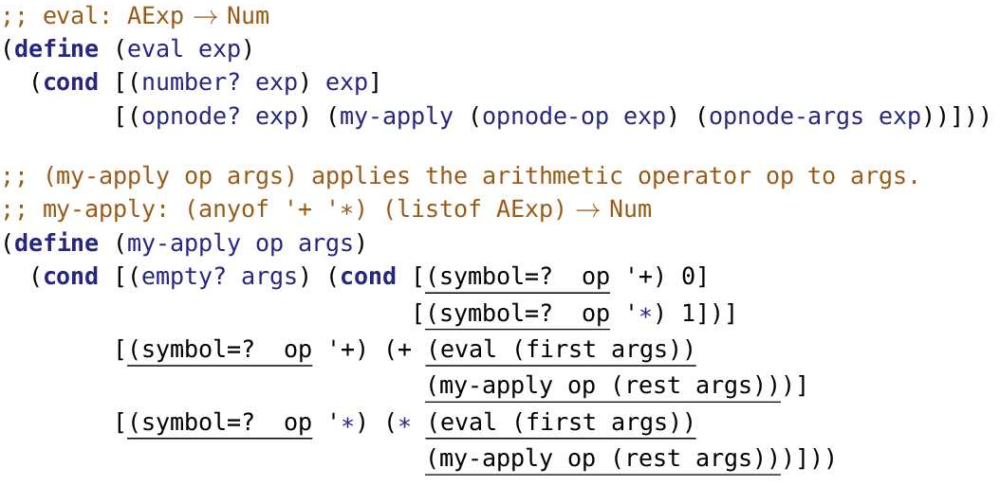 ;; eval: AExp → Num
(define (eval exp)
  (cond [(number? exp) exp]
        [(opnode? exp) (my-apply (opnode-op exp) (opnode-args exp))]))

;; (my-apply op args) applies the arithmetic operator op to args.
;; my-apply: (anyof '+ '*) (listof AExp) → Num
(define (my-apply op args)
  (cond [(empty? args) (cond [(symbol=?  op '+) 0]
                             [(symbol=?  op '*) 1])]
        [(symbol=?  op '+) (+ (eval (first args))
                              (my-apply op (rest args)))]
        [(symbol=?  op '*) (* (eval (first args))
                              (my-apply op (rest args)))]))